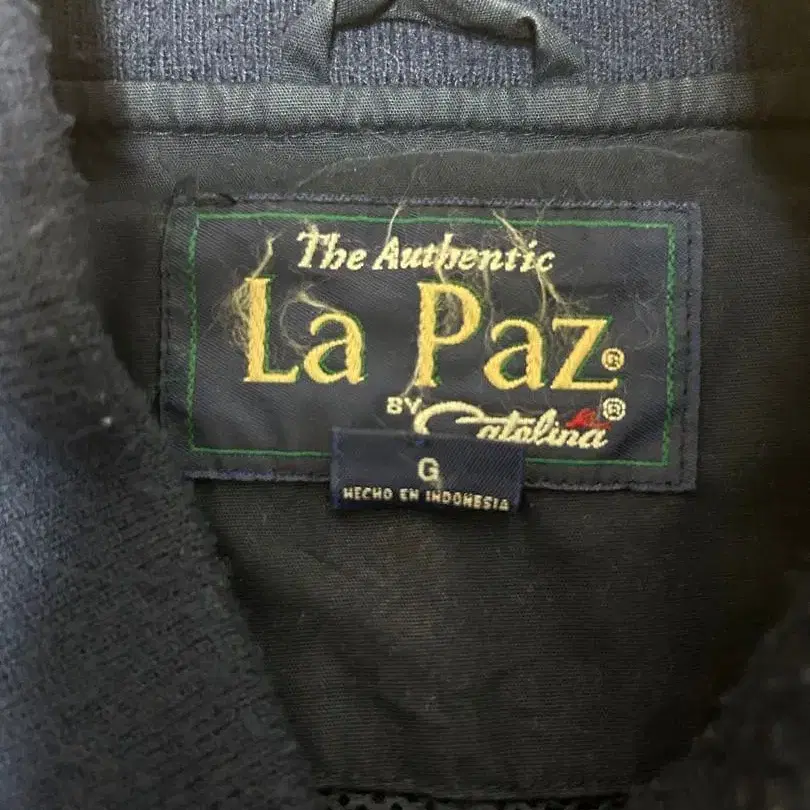 The Authentic
La Paz®
BY Catalina®
G
HECHO EN INDONESIA